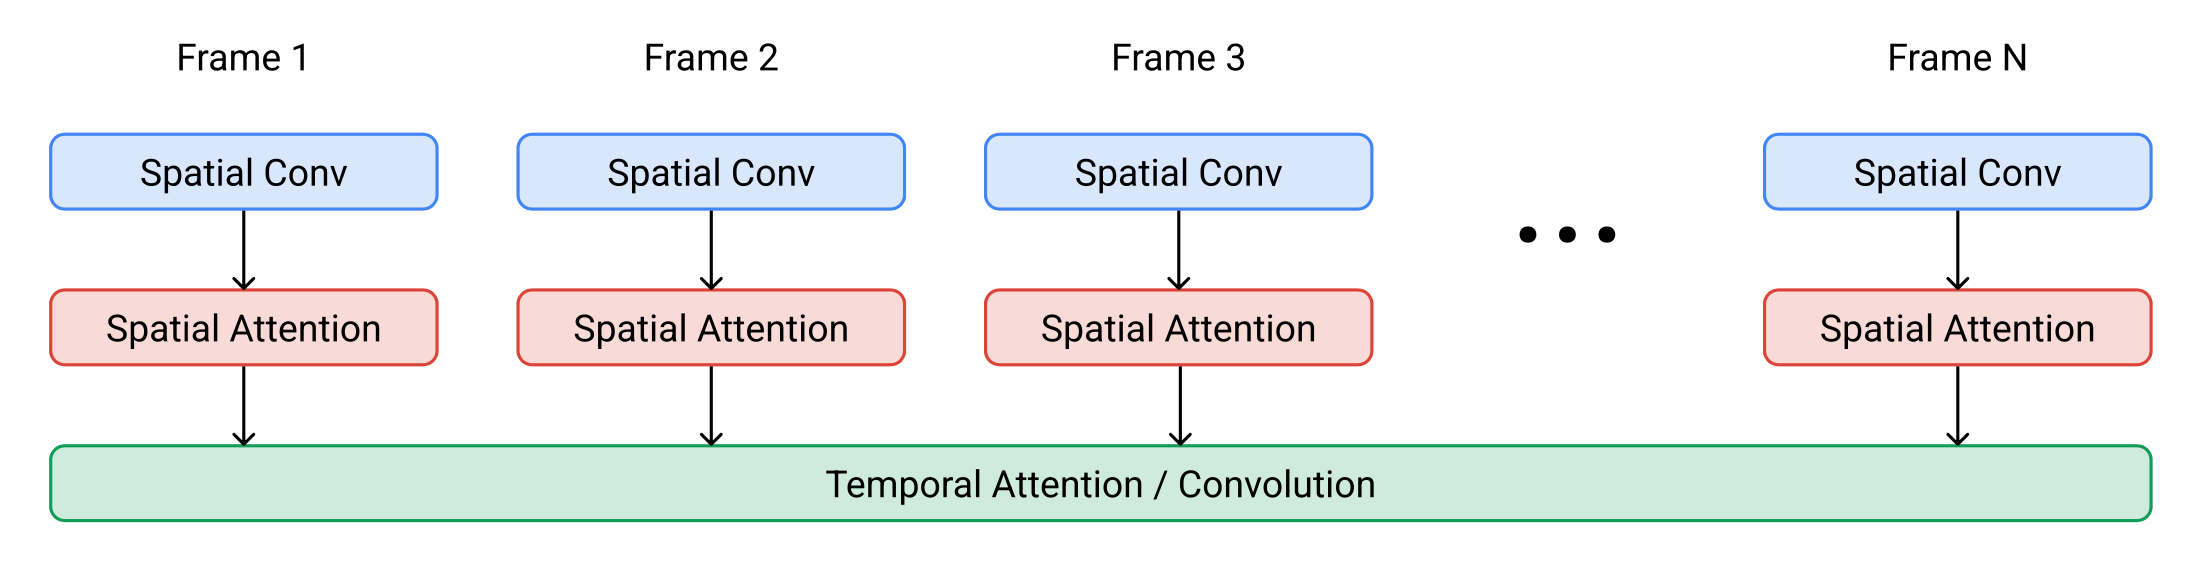 Frame 1
Frame 2
Frame 3
Frame N
Spatial Conv
Spatial Conv
Spatial Conv
Spatial Conv
Spatial Attention
Spatial Attention
Spatial Attention
Spatial Attention
Temporal Attention / Convolution